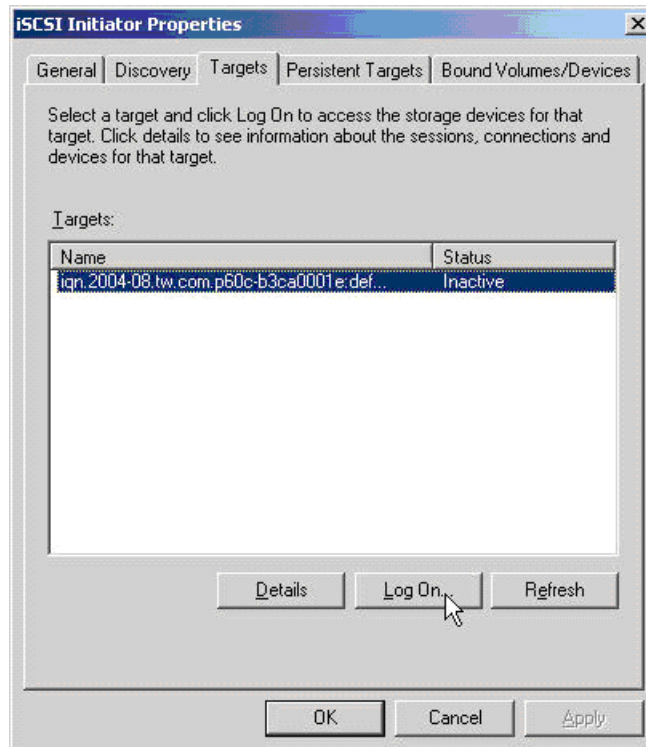 iSCSI Initiator Properties
General Discovery Targets Persistent Targets Bound Volumes/Devices
Select a target and click Log On to access the storage devices for that
target. Click details to see information about the sessions, connections and
devices for that target.
Targets:
Name Status
iqn.2004-08.tw.com.p60c-b3ca0001e:def... Inactive
Details Log On... Refresh
OK Cancel Apply